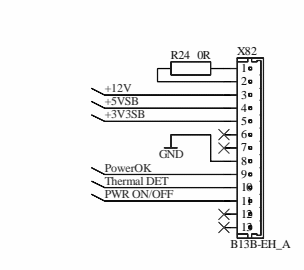 R24 0R X82
1
2
+12V 3
+5VSB 4
+3V3SB 5
6
7
GND 8
PowerOK 9
Thermal DET 10
PWR ON/OFF 11
12
13
B13B-EH_A